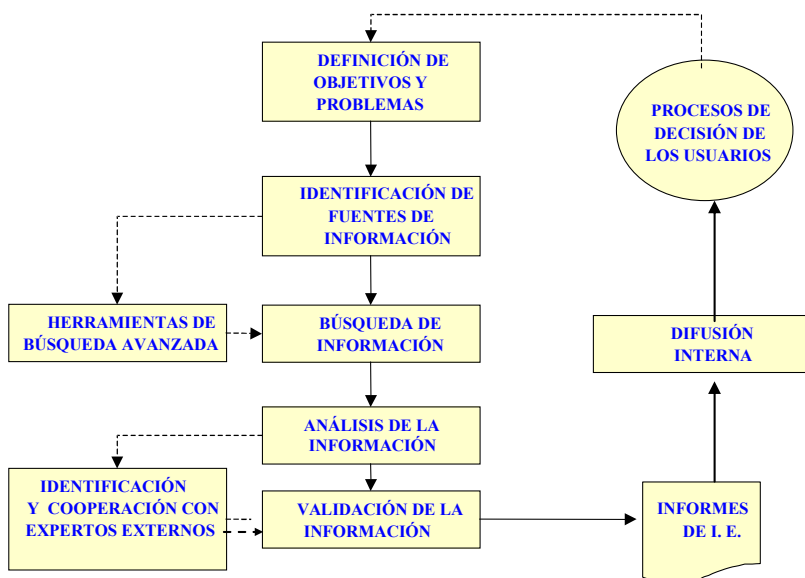 DEFINICIÓN DE
OBJETIVOS Y
PROBLEMAS
PROCESOS DE
DECISIÓN DE
LOS USUARIOS
IDENTIFICACIÓN DE
FUENTES DE
INFORMACIÓN
HERRAMIENTAS DE
BÚSQUEDA AVANZADA
BÚSQUEDA DE
INFORMACIÓN
DIFUSIÓN
INTERNA
ANÁLISIS DE LA
INFORMACIÓN
IDENTIFICACIÓN
Y COOPERACIÓN CON
EXPERTOS EXTERNOS
VALIDACIÓN DE LA
INFORMACIÓN
INFORMES
DE I. E.